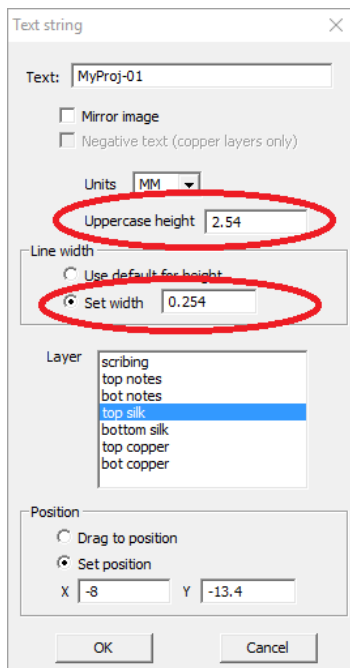 Text string
Text: MyProj-01
Mirror image
Negative text (copper layers only)
Units MM
Uppercase height 2.54
Line width
Use default for height
Set width 0.254
Layer
scribing
top notes
bot notes
top silk
bottom silk
top copper
bot copper
Position
Drag to position
Set position
X -8 Y -13.4
OK Cancel